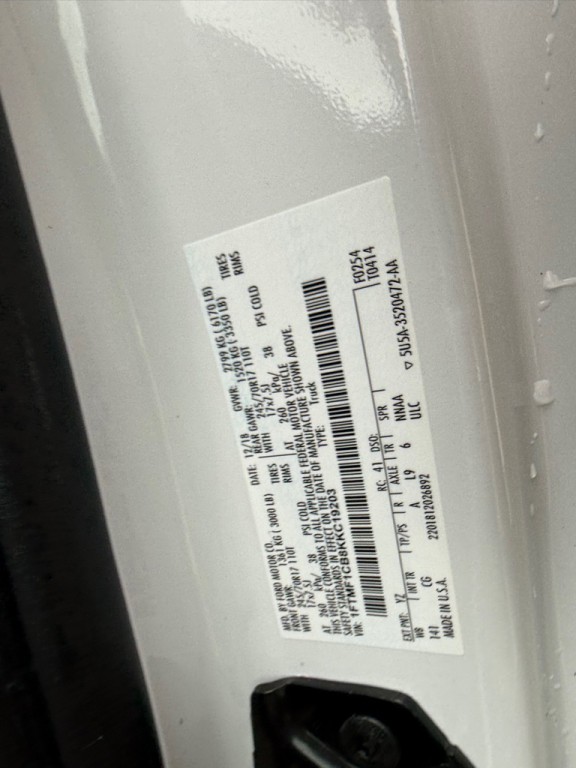 MFD. BY FORD MOTOR CO. DATE: 12/18 GVWR: 2799 KG ( 6170 LB)
FRONT GAWR: 1361 KG ( 3000 LB) REAR GAWR: 1520 KG ( 3350 LB)
WITH 245/70R17 110T TIRES WITH 245/70R17 110T TIRES
17x7.5J RIMS 17x7.5J RIMS
AT 260 kPa/ 38 PSI COLD AT 260 kPa/ 38 PSI COLD
THIS VEHICLE CONFORMS TO ALL APPLICABLE FEDERAL MOTOR VEHICLE
SAFETY STANDARDS IN EFFECT ON THE DATE OF MANUFACTURE SHOWN ABOVE.
VIN: 1FTMF1CB8KKC19203 TYPE: Truck
F0254
T0414
EXT PNT: YZ RC: 41 DSO:
WB INT TR TP/PS R AXLE TR SPR
141 CG A L9 6 NNAA
ULC
MADE IN U.S.A. 2201812026892 ▽ 5U5A-3520472-AA